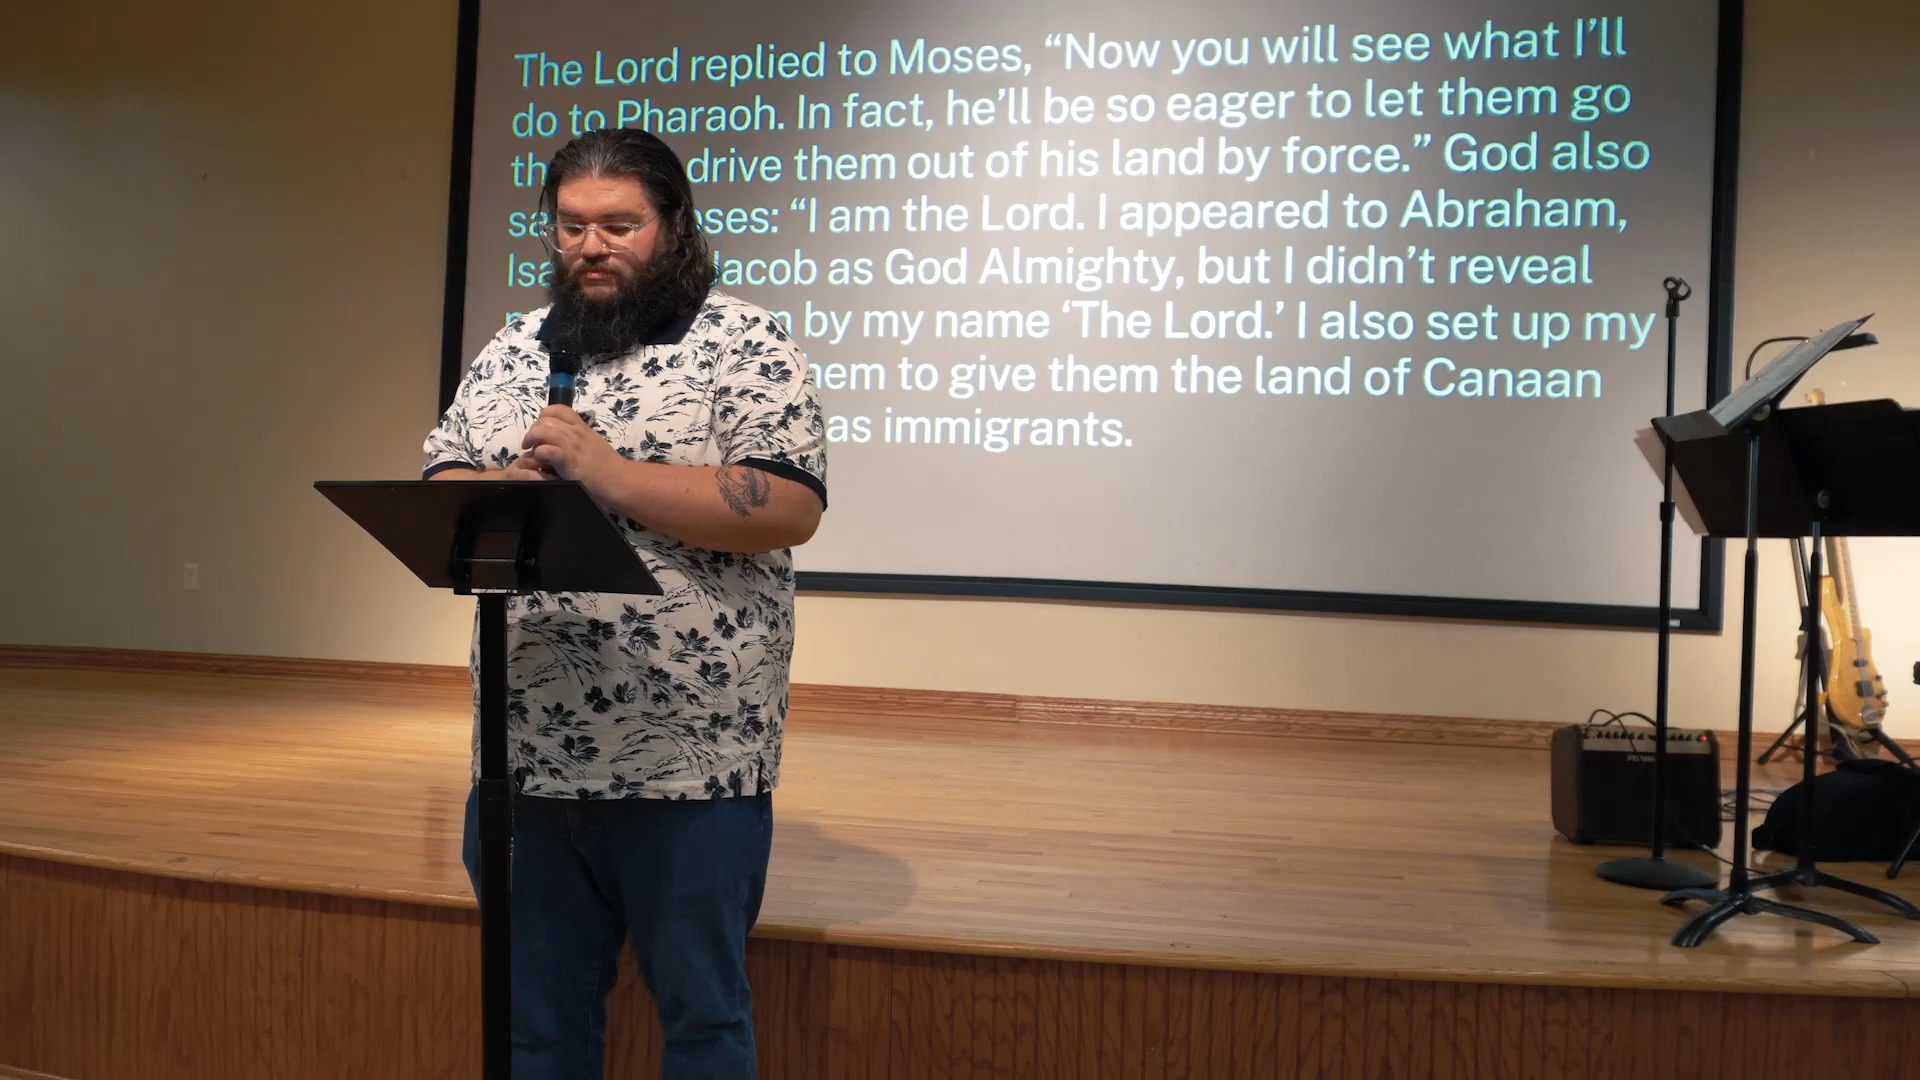 The Lord replied to Moses, “Now you will see what I’ll
do to Pharaoh. In fact, he’ll be so eager to let them go
drive them out of his land by force.” God also
“I am the Lord. I appeared to Abraham,
Jacob as God Almighty, but I didn’t reveal
by my name ‘The Lord.’ I also set up my
to give them the land of Canaan
as immigrants.